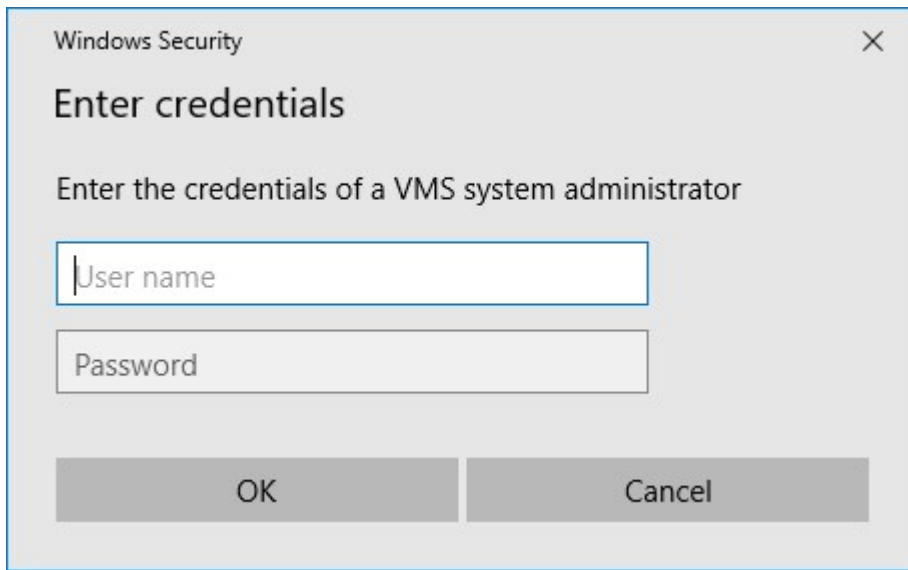 Windows Security
Enter credentials
Enter the credentials of a VMS system administrator
User name
Password
OK
Cancel